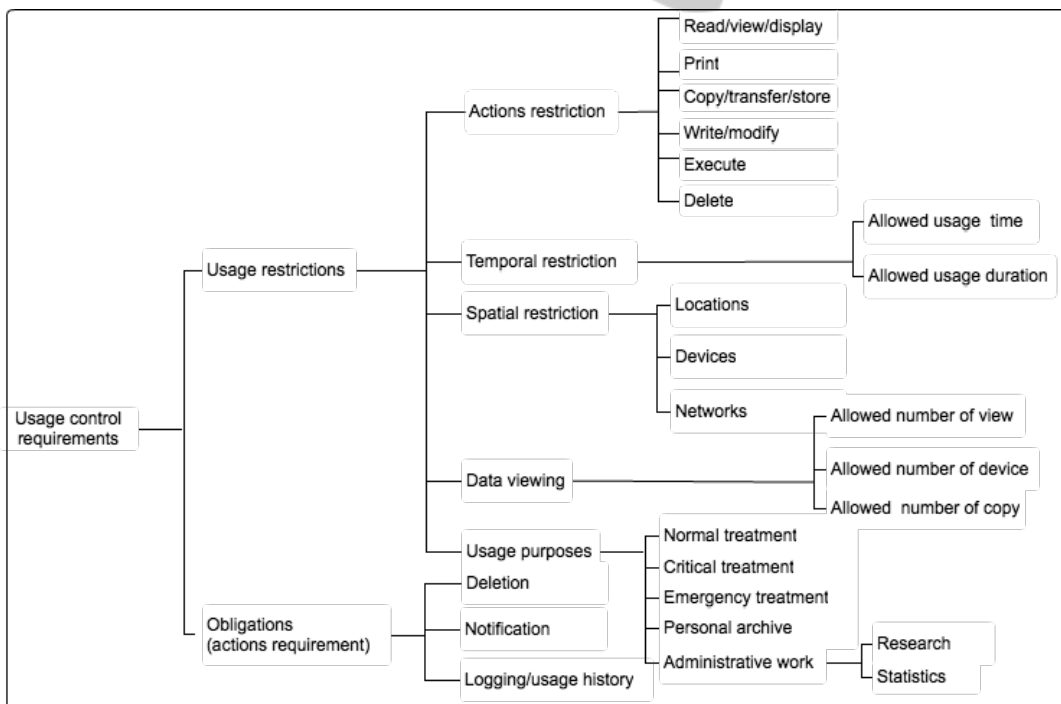 Read/view/display
Print
Copy/transfer/store
Actions restriction
Write/modify
Execute
Delete
Allowed usage time
Usage restrictions
Temporal restriction
Allowed usage duration
Spatial restriction
Locations
Devices
Networks
Usage control
requirements
Allowed number of view
Data viewing
Allowed number of device
Allowed number of copy
Usage purposes
Normal treatment
Critical treatment
Emergency treatment
Personal archive
Administrative work
Research
Statistics
Obligations
(actions requirement)
Deletion
Notification
Logging/usage history